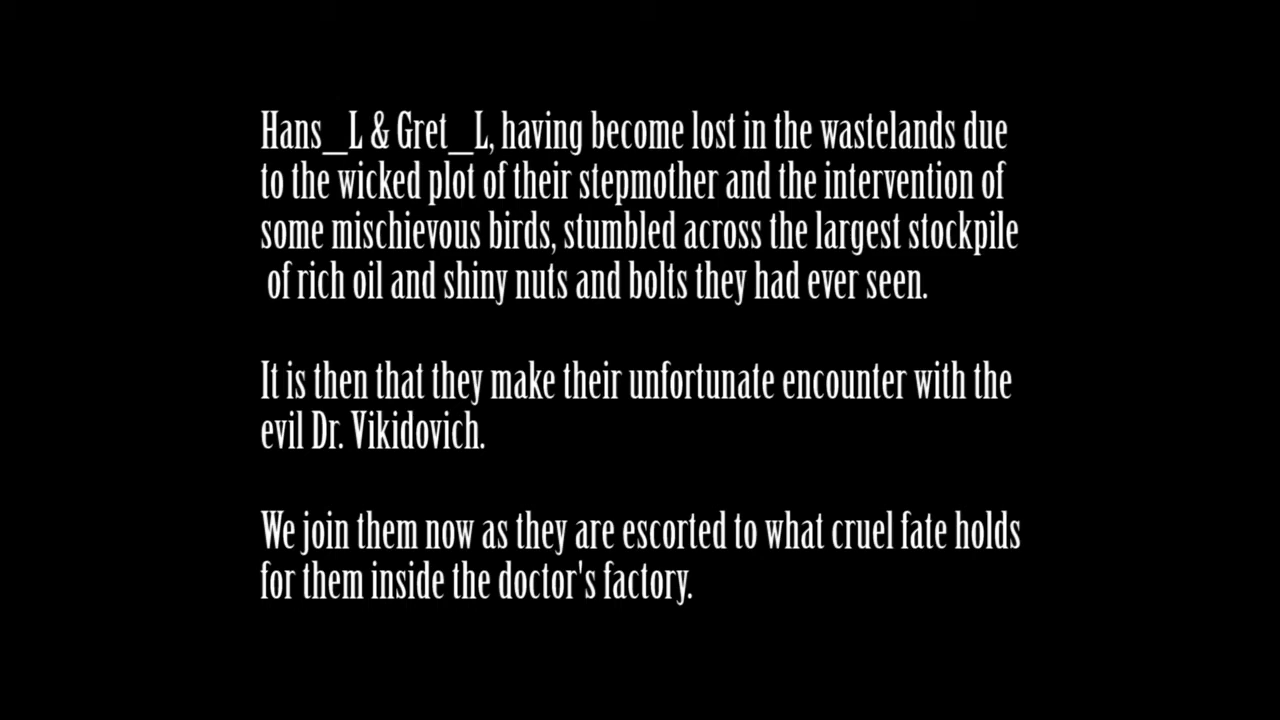 Hans_L & Gret_L, having become lost in the wastelands due
to the wicked plot of their stepmother and the intervention of
some mischievous birds, stumbled across the largest stockpile
of rich oil and shiny nuts and bolts they had ever seen.
It is then that they make their unfortunate encounter with the
evil Dr. Vikidovich.
We join them now as they are escorted to what cruel fate holds
for them inside the doctor's factory.